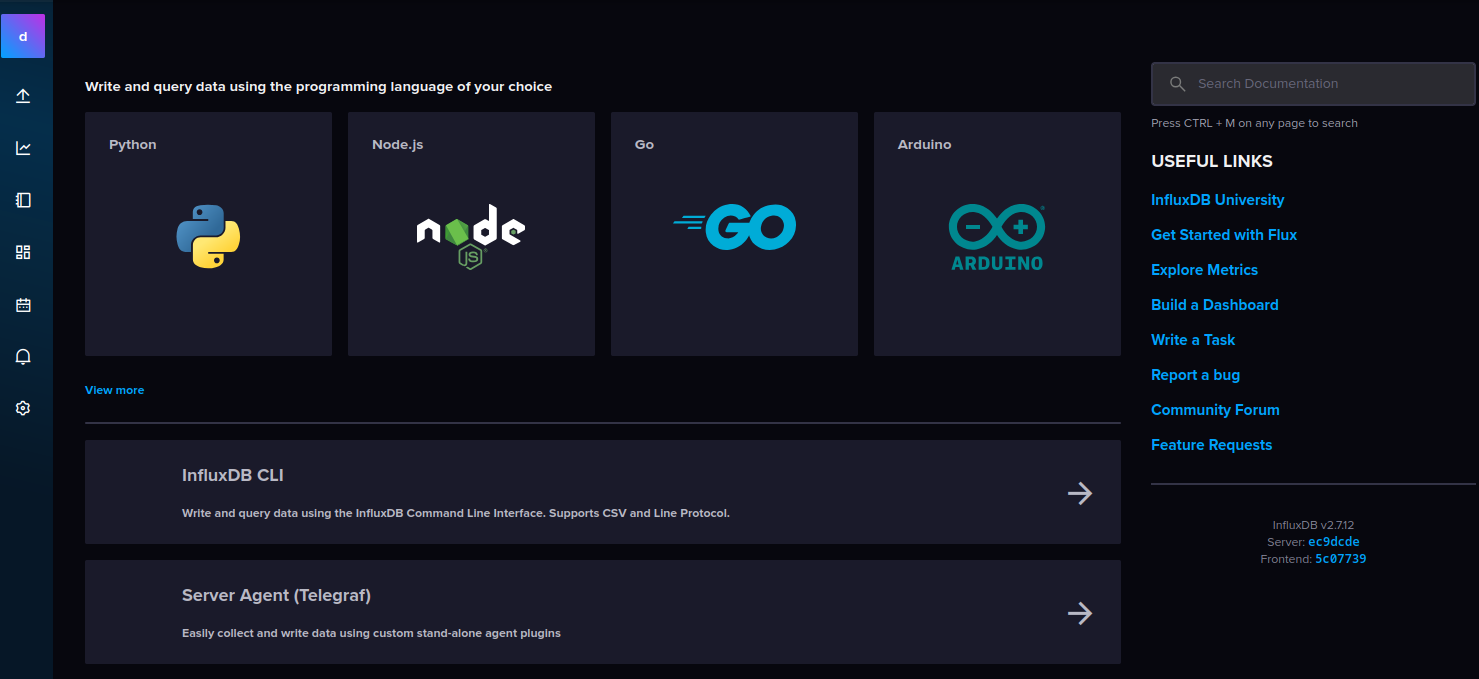 d
Write and query data using the programming language of your choice
Python
Node.js
Go
Arduino
node
JS
GO
ARDUINO
View more
InfluxDB CLI
Write and query data using the InfluxDB Command Line Interface. Supports CSV and Line Protocol.
Server Agent (Telegraf)
Easily collect and write data using custom stand-alone agent plugins
Search Documentation
Press CTRL + M on any page to search
USEFUL LINKS
InfluxDB University
Get Started with Flux
Explore Metrics
Build a Dashboard
Write a Task
Report a bug
Community Forum
Feature Requests
InfluxDB v2.7.12
Server: ec9dcde
Frontend: 5c07739